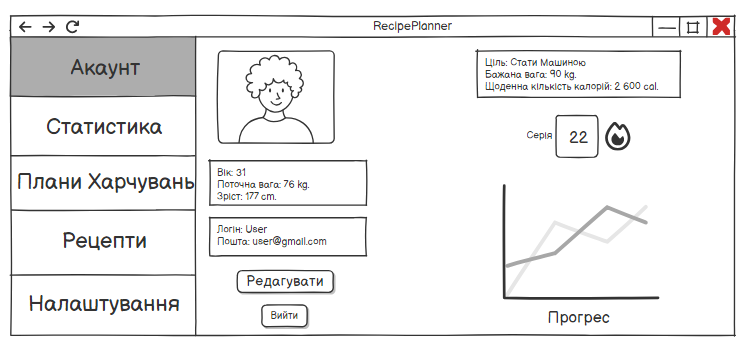 RecipePlanner
Акаунт
Статистика
Плани Харчувань
Рецепти
Налаштування
Вік: 31
Поточна вага: 76 kg.
Зріст: 177 cm.
Логін: User
Пошта: user@gmail.com
Редагувати
Вийти
Ціль: Стати Машиною
Бажана вага: 90 kg.
Щоденна кількість калорій: 2 600 cal.
Серія 22
Прогрес